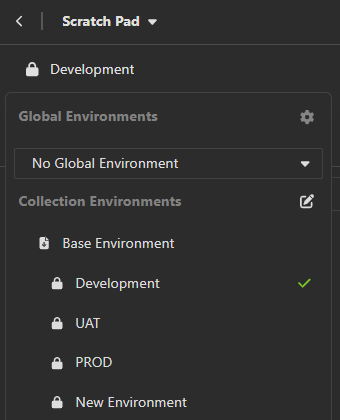 Scratch Pad
Development
Global Environments
No Global Environment
Collection Environments
Base Environment
Development
UAT
PROD
New Environment